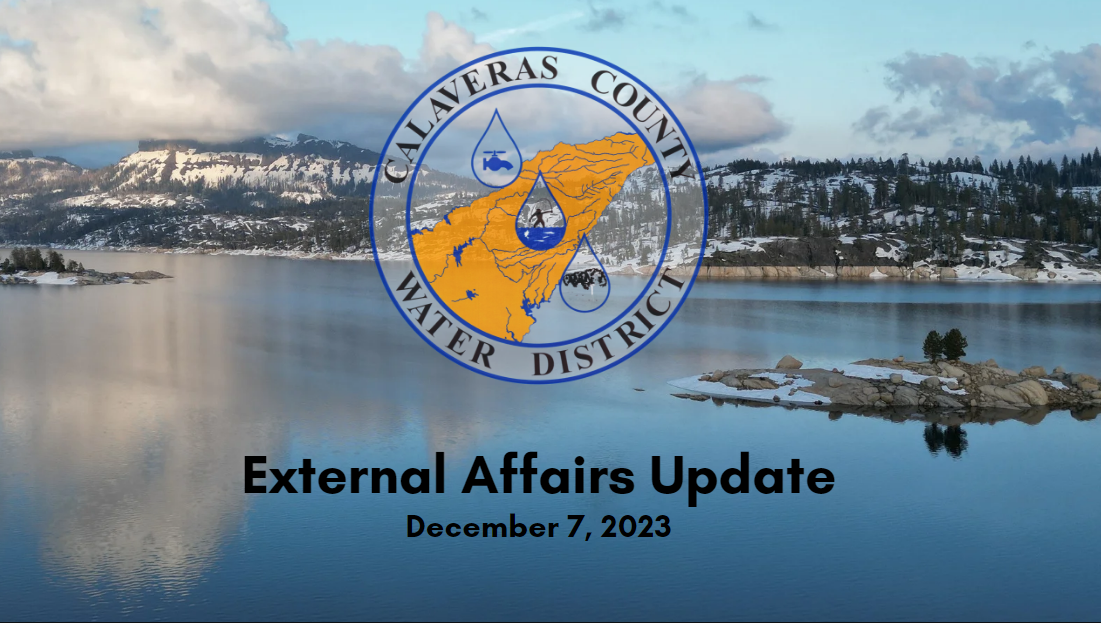 CALAVERAS COUNTY
WATER DISTRICT
External Affairs Update
December 7, 2023